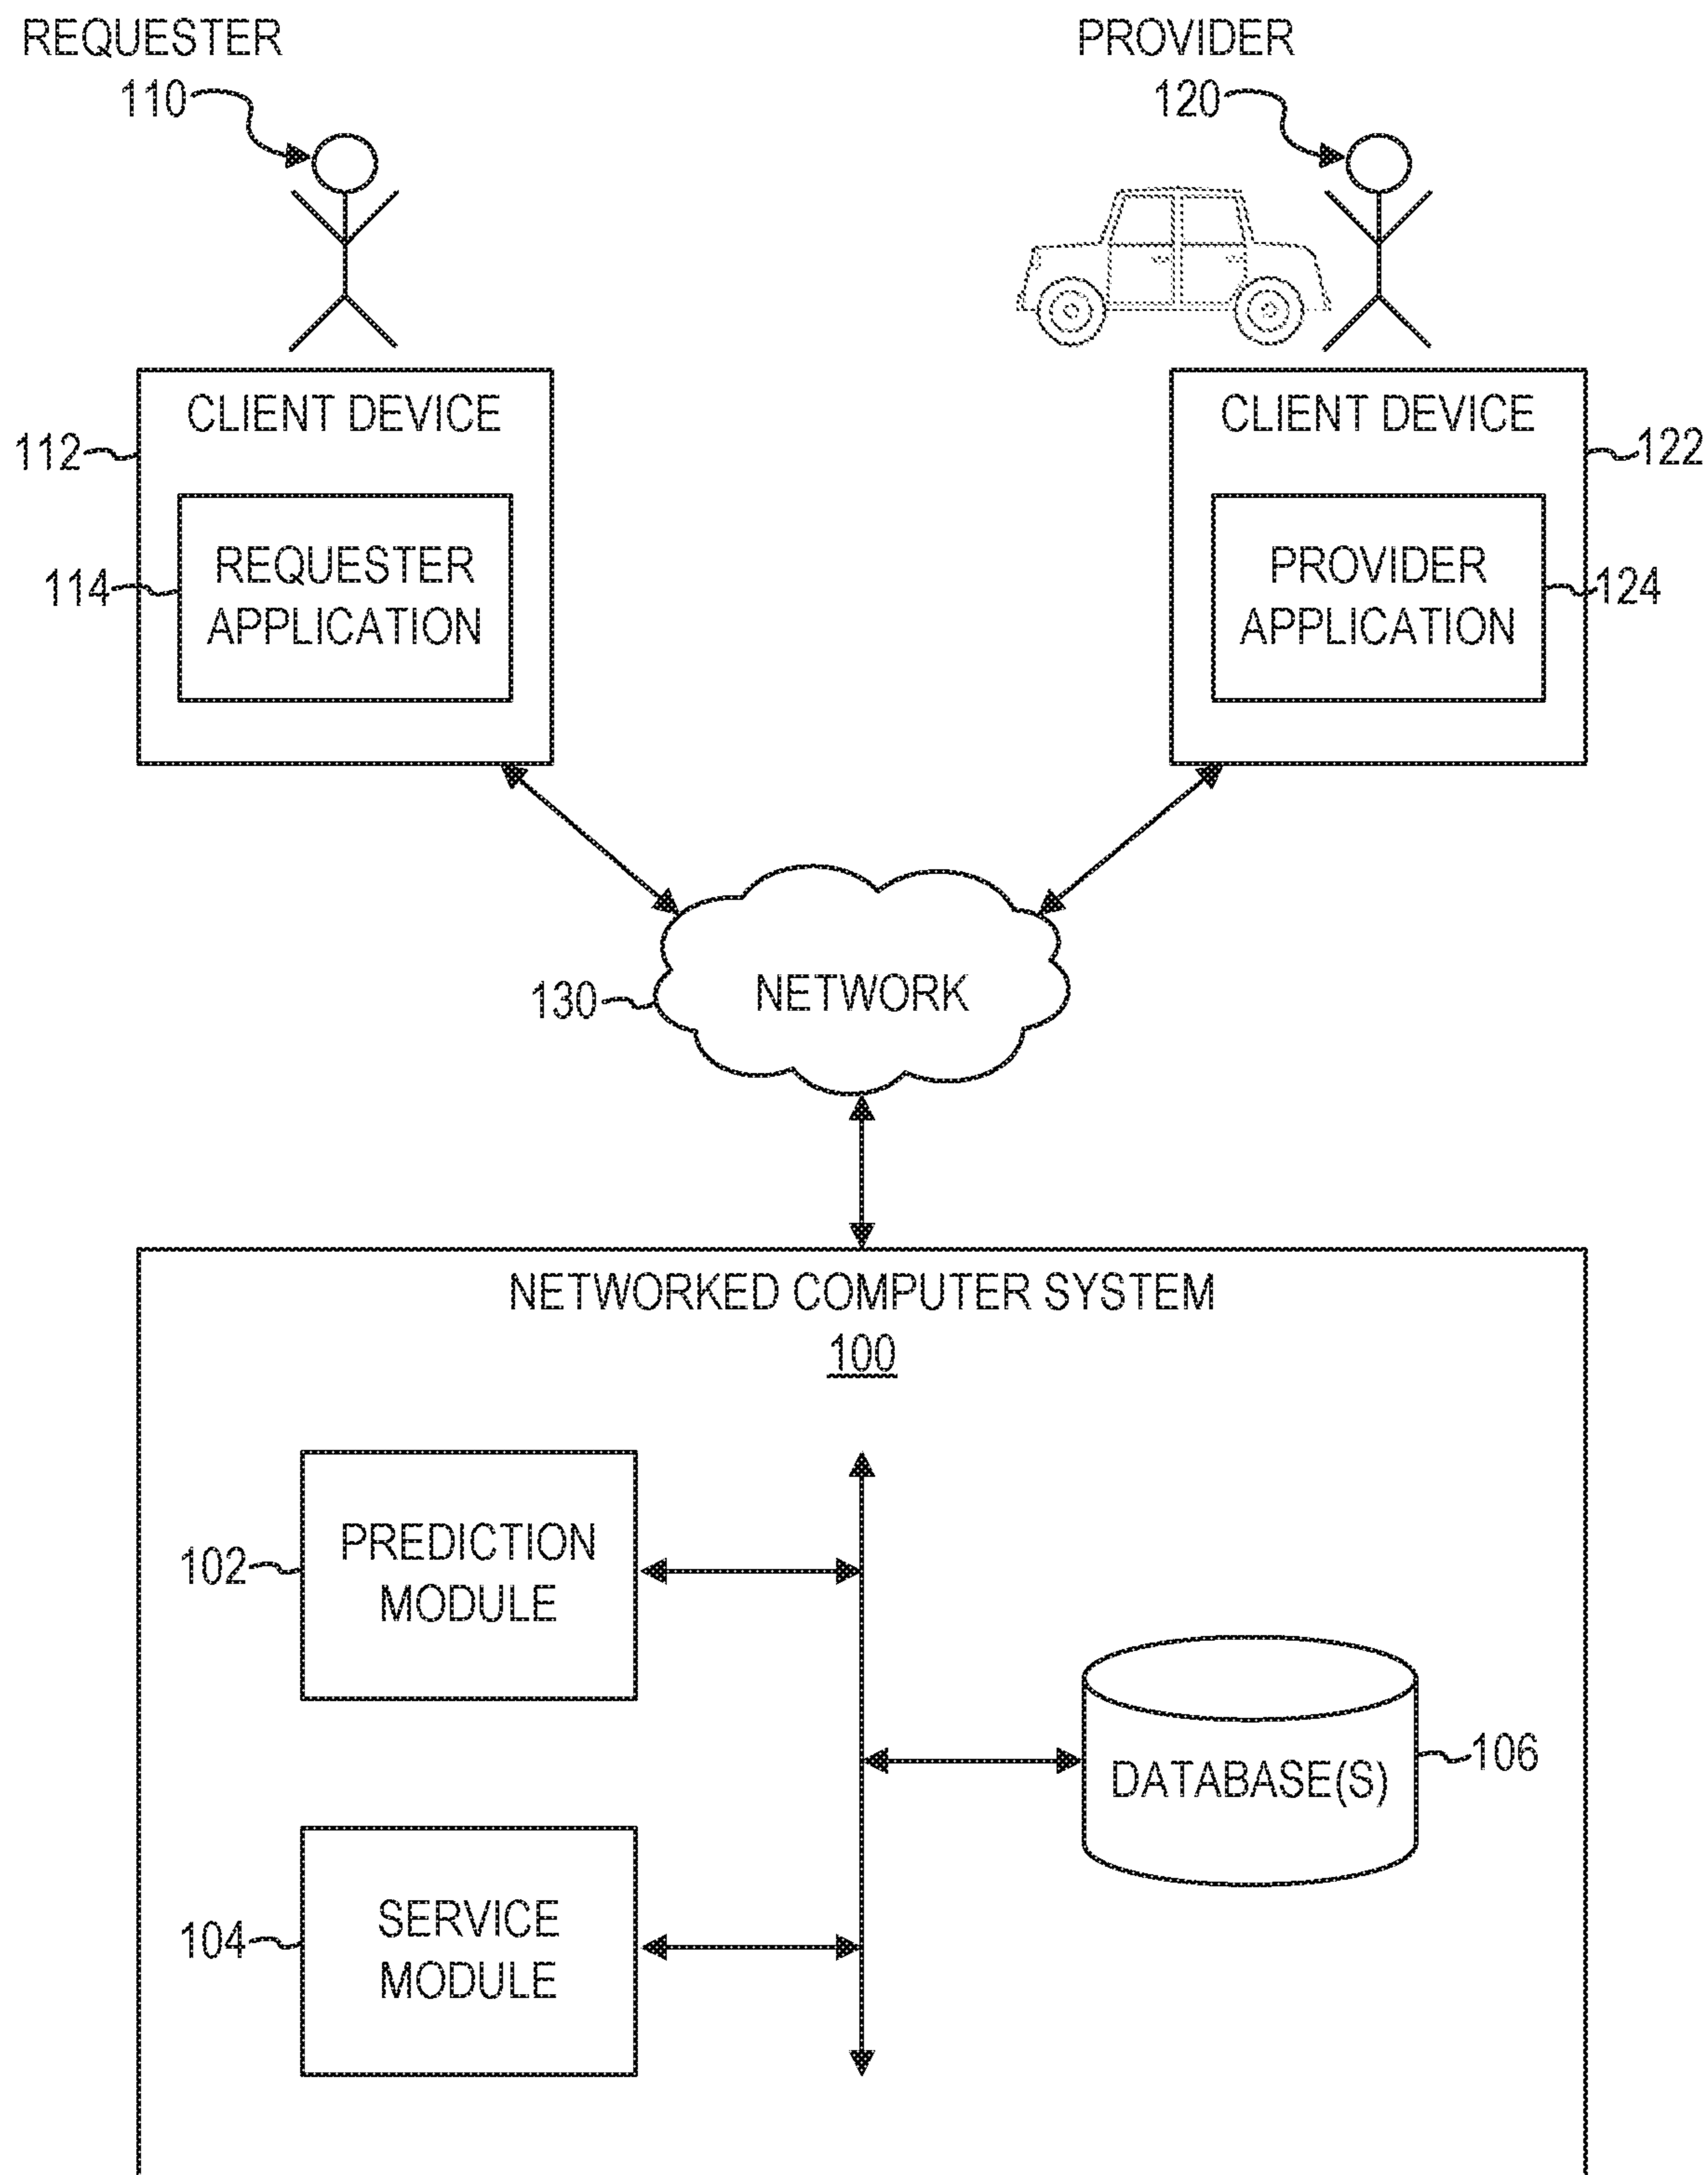 REQUESTER
110
PROVIDER
120
CLIENT DEVICE
112
REQUESTER
APPLICATION
114
CLIENT DEVICE
122
PROVIDER
APPLICATION
124
NETWORK
130
NETWORKED COMPUTER SYSTEM
100
PREDICTION
MODULE
102
DATABASE(S)
106
SERVICE
MODULE
104